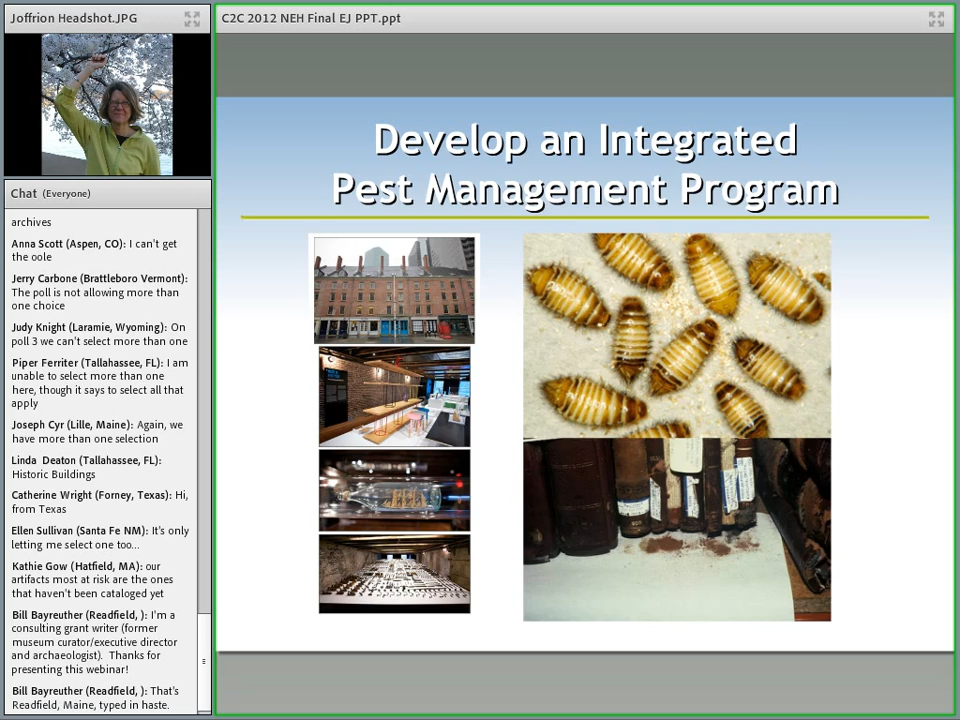 Joffrion Headshot.JPG
Chat (Everyone)
archives
Anna Scott (Aspen, CO): I can't get
the oole
Jerry Carbone (Brattleboro Vermont):
The poll is not allowing more than
one choice
Judy Knight (Laramie, Wyoming): On
poll 3 we can't select more than one
Piper Ferriter (Tallahassee, FL): I am
unable to select more than one
here, though it says to select all that
apply
Joseph Cyr (Lille, Maine): Again, we
have more than one selection
Linda Deaton (Tallahassee, FL):
Historic Buildings
Catherine Wright (Forney, Texas): Hi,
from Texas
Ellen Sullivan (Santa Fe NM): It's only
letting me select one too...
Kathie Gow (Hatfield, MA): our
artifacts most at risk are the ones
that haven't been cataloged yet
Bill Bayreuther (Readfield, ): I'm a
consulting grant writer (former
museum curator/executive director
and archaeologist). Thanks for
presenting this webinar!
Bill Bayreuther (Readfield, ): That's
Readfield, Maine, typed in haste.
C2C 2012 NEH Final EJ PPT.ppt
Develop an Integrated
Pest Management Program